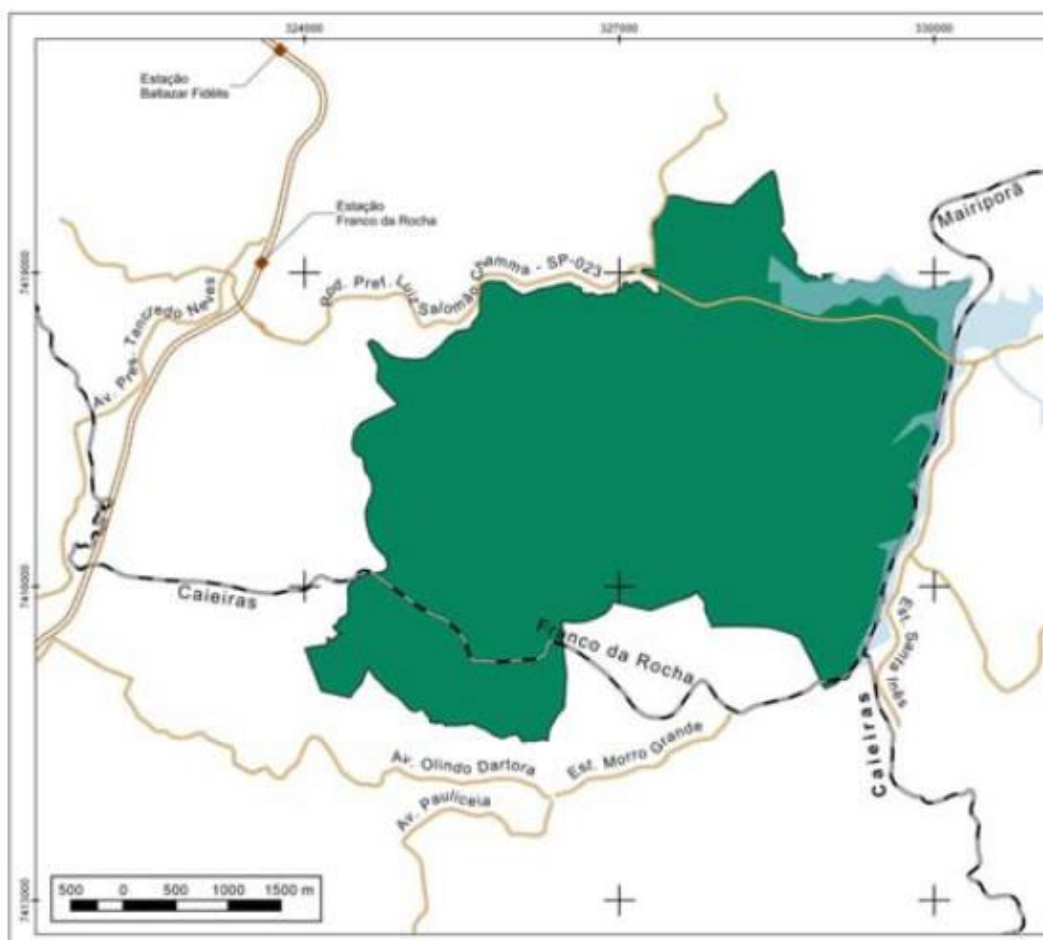 324000
327000
330000
Estação
Baltazar Fidélis
Mairiporã
Estação
Franco da Rocha
7419000
Rod. Pref. Luiz Salomão Chamma - SP-023
Av. Pres. Tancredo Neves
7416000
Caieiras
Franco da Rocha
Est. Santa Inês
Caieiras
Est. Morro Grande
Av. Olindo Dartora
Av. Pauliceia
500 0 500 1000 1500 m
7413000